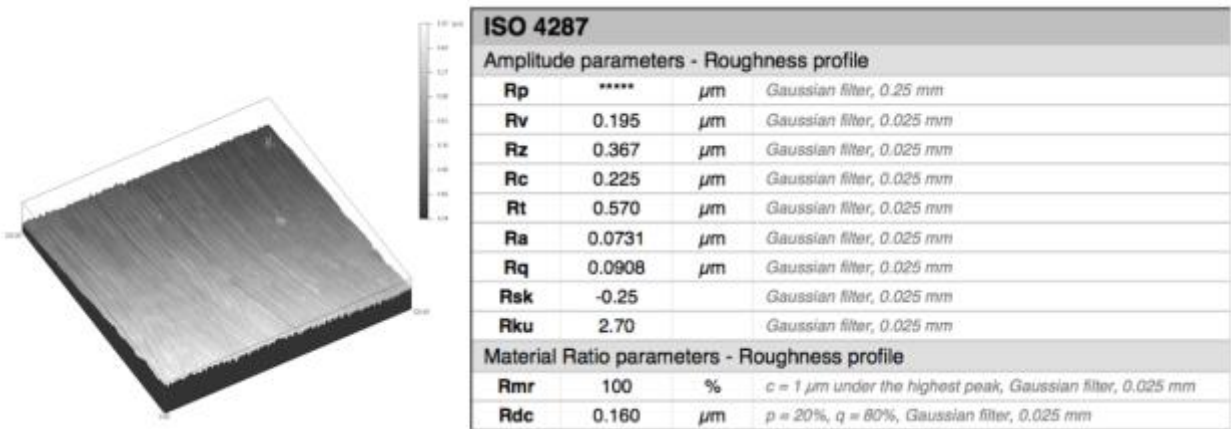 ISO 4287
Amplitude parameters - Roughness profile
Rp ***** μm Gaussian filter, 0.25 mm
Rv 0.195 μm Gaussian filter, 0.025 mm
Rz 0.367 μm Gaussian filter, 0.025 mm
Rc 0.225 μm Gaussian filter, 0.025 mm
Rt 0.570 μm Gaussian filter, 0.025 mm
Ra 0.0731 μm Gaussian filter, 0.025 mm
Rq 0.0908 μm Gaussian filter, 0.025 mm
Rsk -0.25 Gaussian filter, 0.025 mm
Rku 2.70 Gaussian filter, 0.025 mm
Material Ratio parameters - Roughness profile
Rmr 100 % c = 1 μm under the highest peak, Gaussian filter, 0.025 mm
Rdc 0.160 μm p = 20%, q = 80%, Gaussian filter, 0.025 mm